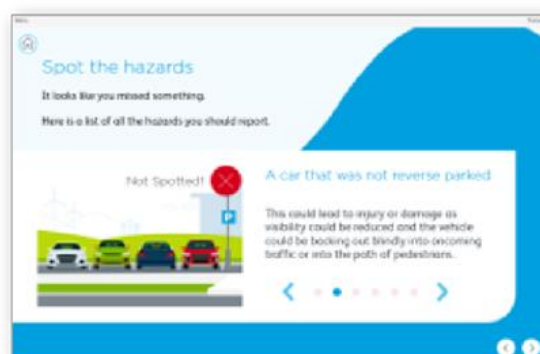 Menu
Spot the hazards
It looks like you missed something.
Here is a list of all the hazards you should report.
Not Spotted!
P
A car that was not reverse parked
This could lead to injury or damage as
visibility could be reduced and the vehicle
could be backing out blindly into oncoming
traffic or into the path of pedestrians.